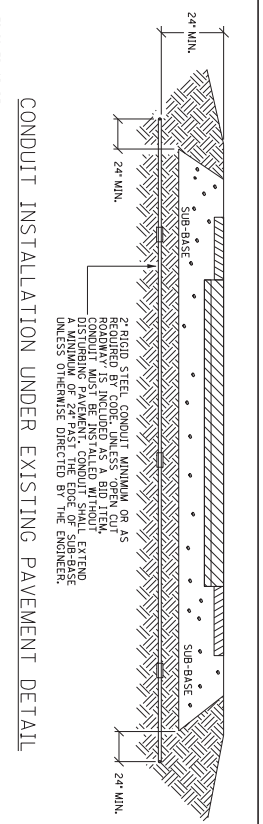 24" MIN.
24" MIN.
SUB-BASE
SUB-BASE
24" MIN.
2" RIGID STEEL CONDUIT MINIMUM OR AS
REQUIRED BY CODE. UNLESS 'OPEN CUT
ROADWAY' IS INCLUDED AS A BID ITEM,
CONDUIT MUST BE INSTALLED WITHOUT
DISTURBING PAVEMENT. CONDUIT SHALL EXTEND
A MINIMUM OF 24" PAST THE EDGE OF SUB-BASE
UNLESS OTHERWISE DIRECTED BY THE ENGINEER.
CONDUIT INSTALLATION UNDER EXISTING PAVEMENT DETAIL